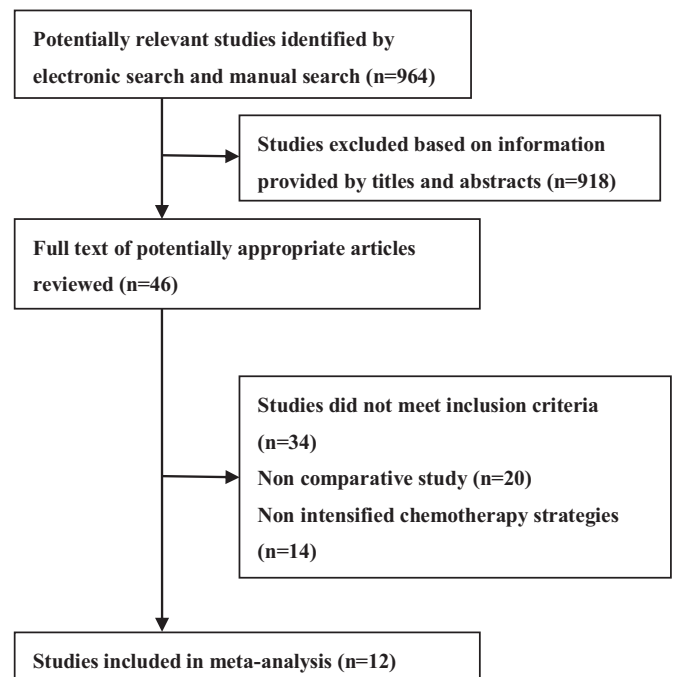 Potentially relevant studies identified by
electronic search and manual search (n=964)
Studies excluded based on information
provided by titles and abstracts (n=918)
Full text of potentially appropriate articles
reviewed (n=46)
Studies did not meet inclusion criteria
(n=34)
Non comparative study (n=20)
Non intensified chemotherapy strategies
(n=14)
Studies included in meta-analysis (n=12)